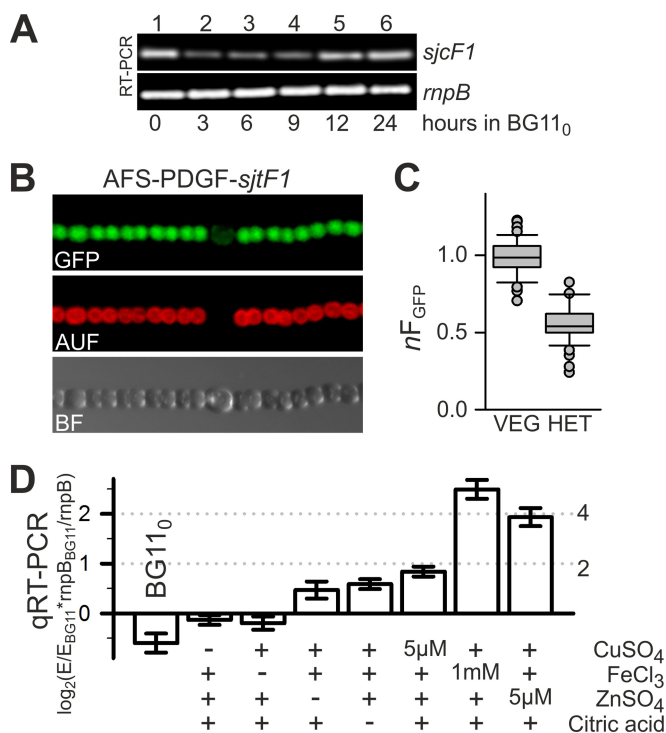 A
1 2 3 4 5 6
RT-PCR
sjcF1
rnpB
0 3 6 9 12 24 hours in BG11₀
B
AFS-PDGF-sjtF1
GFP
AUF
BF
C
nF_GFP
1.0
0.5
0.0
VEG HET
D
qRT-PCR
log₂(E/E_BG11*rnpB_BG11/rnpB)
2
1
0
4
2
BG11₀
- + + + 5µM + + CuSO₄
+ - + + + 1mM + FeCl₃
+ + - + + + 5µM ZnSO₄
+ + + - + + + Citric acid